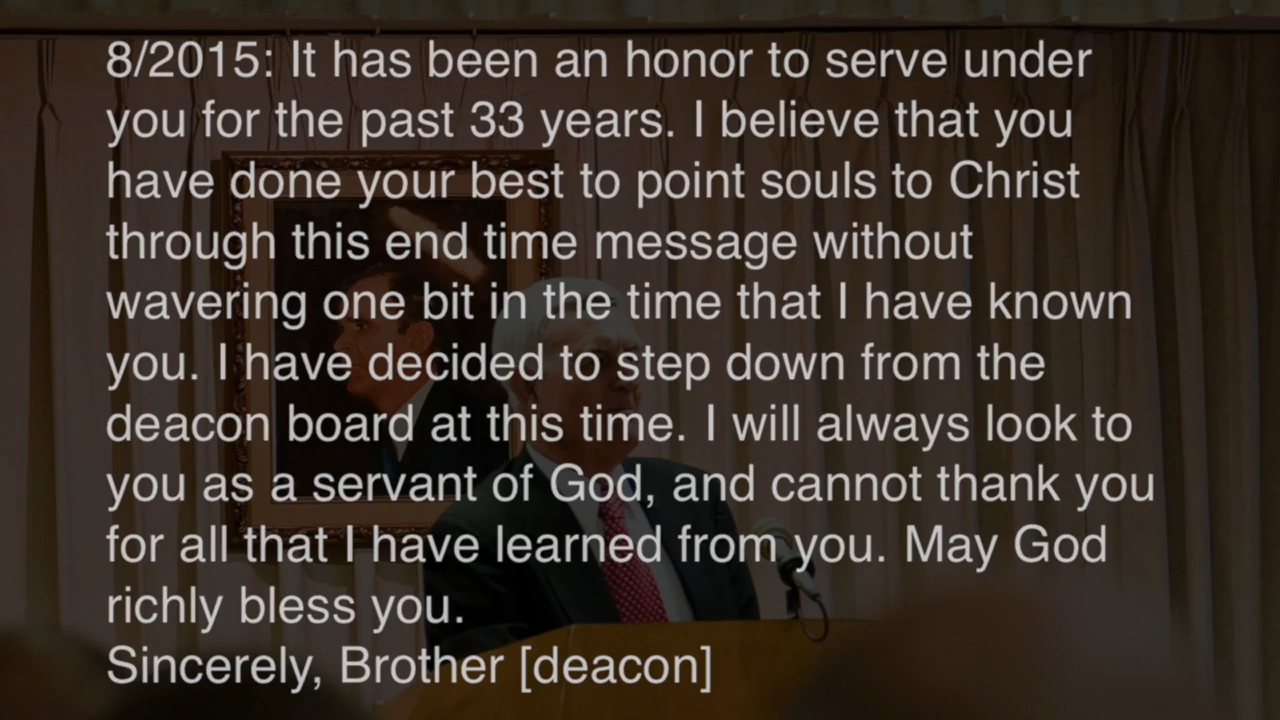 8/2015: It has been an honor to serve under
you for the past 33 years. I believe that you
have done your best to point souls to Christ
through this end time message without
wavering one bit in the time that I have known
you. I have decided to step down from the
deacon board at this time. I will always look to
you as a servant of God, and cannot thank you
for all that I have learned from you. May God
richly bless you.
Sincerely, Brother [deacon]